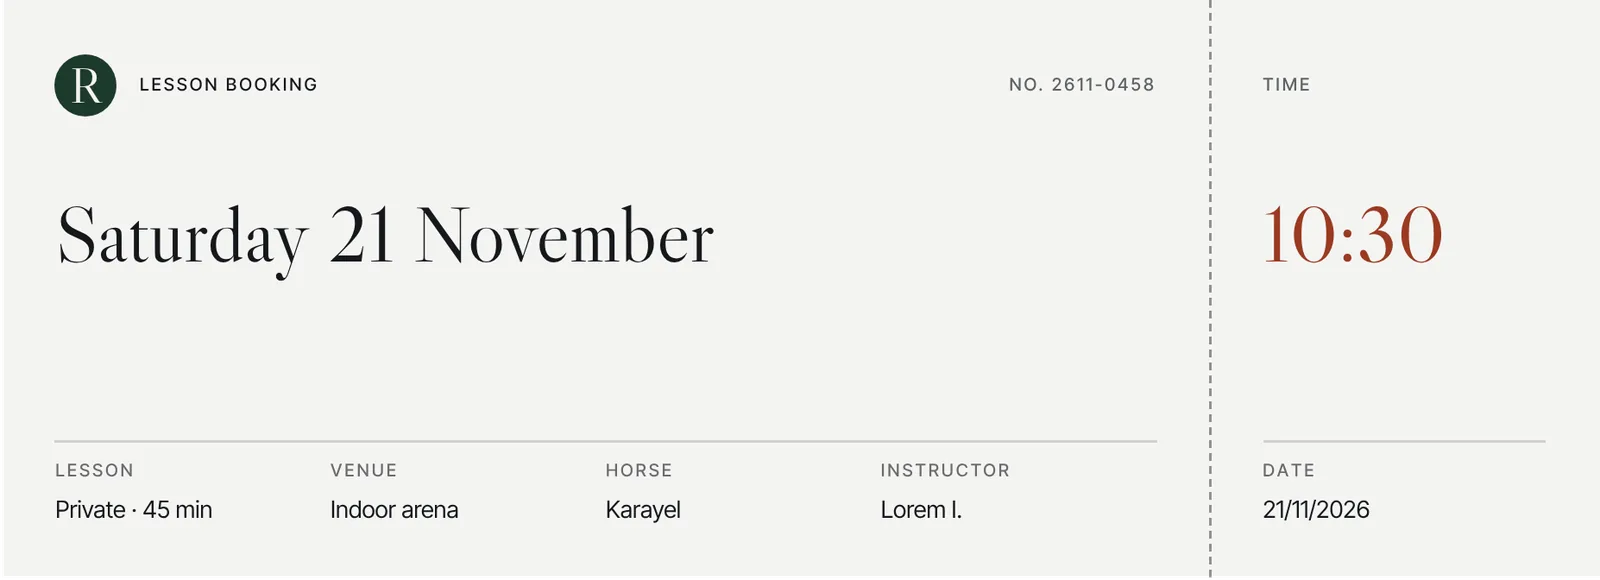 R LESSON BOOKING
NO. 2611-0458
Saturday 21 November
LESSON
Private · 45 min
VENUE
Indoor arena
HORSE
Karayel
INSTRUCTOR
Lorem I.
TIME
10:30
DATE
21/11/2026